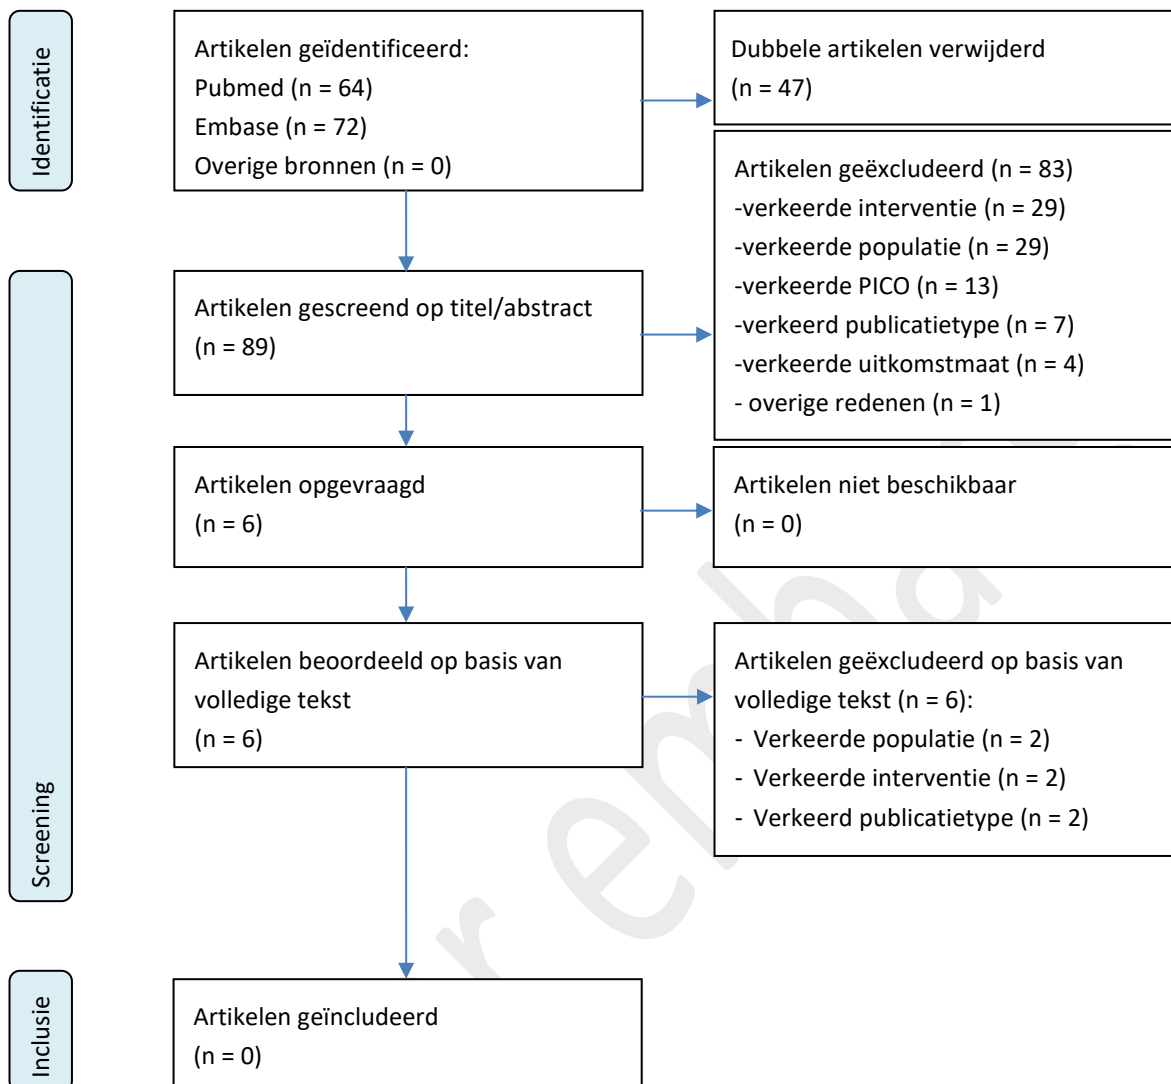 Identificatie
Artikelen geïdentificeerd:
Pubmed (n = 64)
Embase (n = 72)
Overige bronnen (n = 0)
Dubbele artikelen verwijderd
(n = 47)
Artikelen geëxcludeerd (n = 83)
-verkeerde interventie (n = 29)
-verkeerde populatie (n = 29)
-verkeerde PICO (n = 13)
-verkeerd publicatietype (n = 7)
-verkeerde uitkomstmaat (n = 4)
- overige redenen (n = 1)
Screening
Artikelen gescreend op titel/abstract
(n = 89)
Artikelen opgevraagd
(n = 6)
Artikelen niet beschikbaar
(n = 0)
Artikelen beoordeeld op basis van
volledige tekst
(n = 6)
Artikelen geëxcludeerd op basis van
volledige tekst (n = 6):
- Verkeerde populatie (n = 2)
- Verkeerde interventie (n = 2)
- Verkeerd publicatietype (n = 2)
Inclusie
Artikelen geïncludeerd
(n = 0)